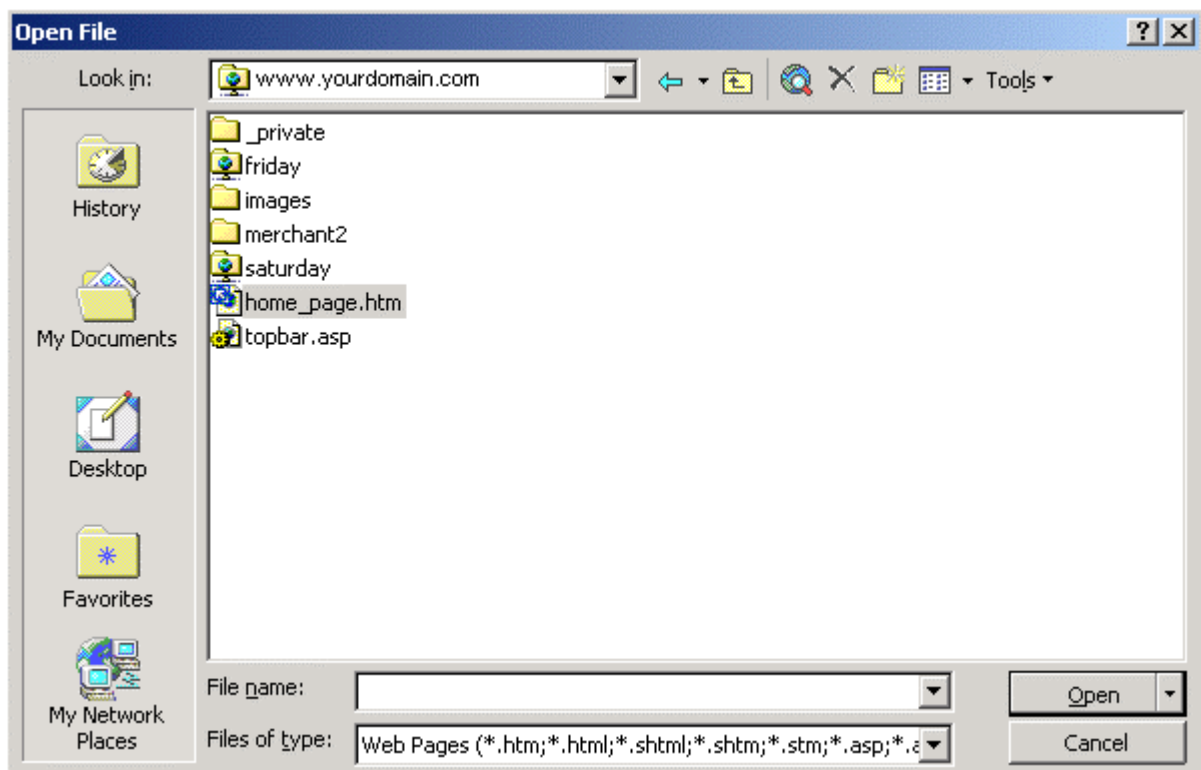 Open File
Look in:
wwww.yourdomain.com
Tools
_private
friday
images
merchant2
saturday
home_page.htm
topbar.asp
History
My Documents
Desktop
Favorites
My Network
Places
File name:
Open
Files of type:
Web Pages (*.htm;*.html;*.shtml;*.shtm;*.stm;*.asp;*.a
Cancel